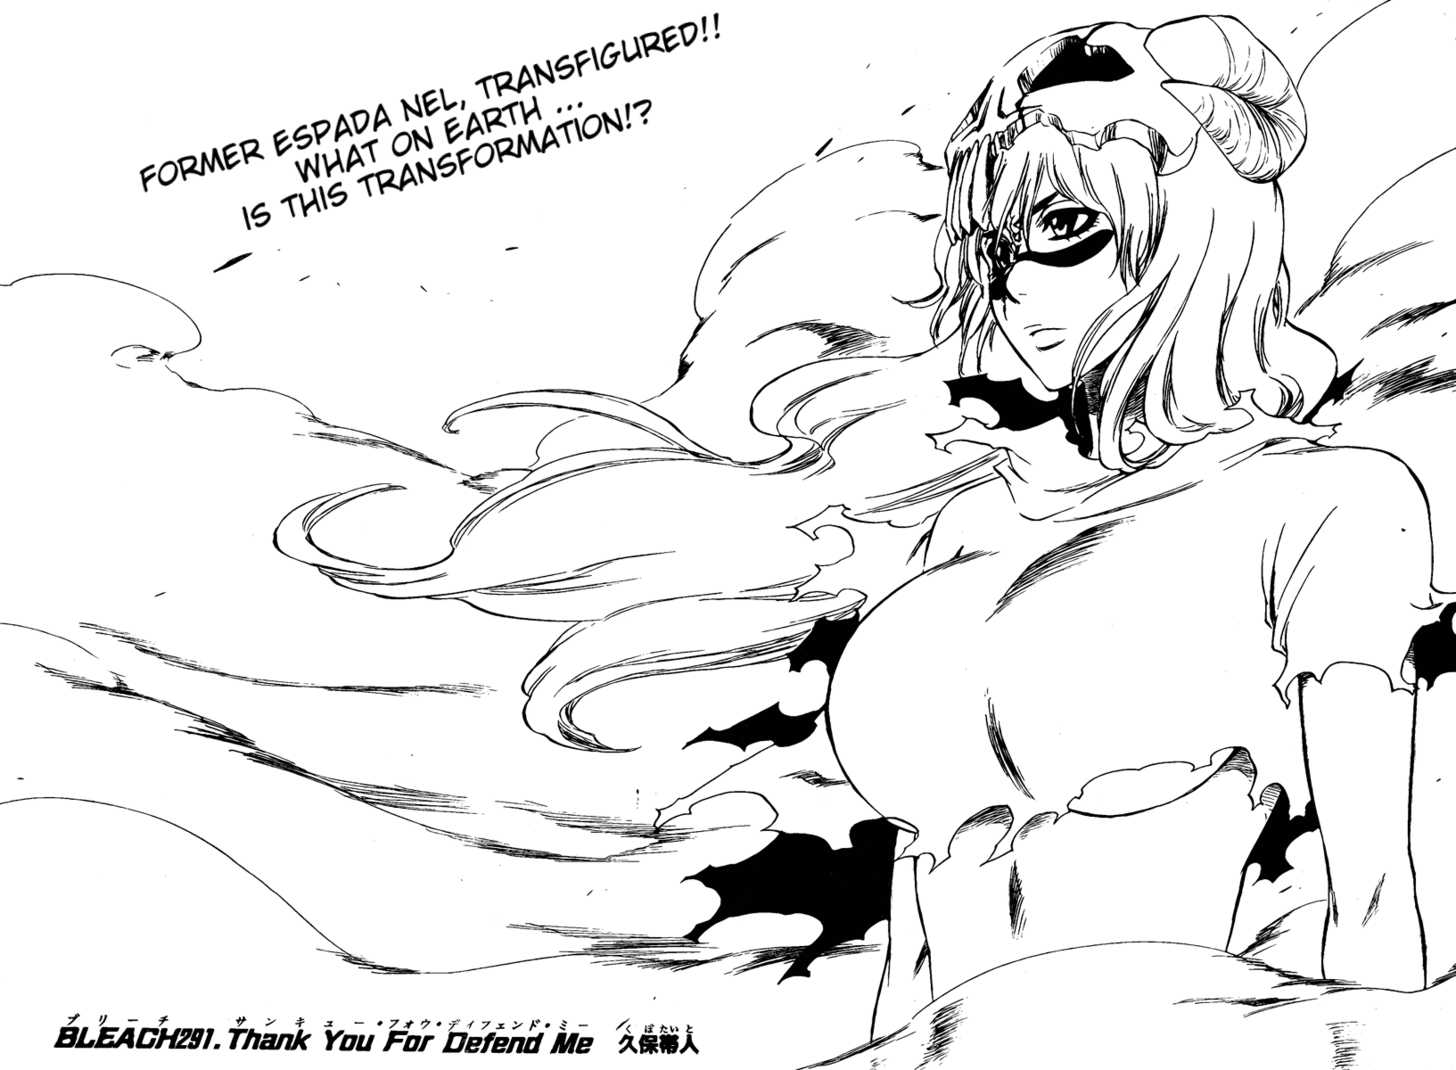 FORMER ESPADA NEL, TRANSFIGURED!!
WHAT ON EARTH ...
IS THIS TRANSFORMATION!?
ブリーチ サンキュー・フォウ・ディフェンド・ミー くぼたいと
BLEACH291. Thank You For Defend Me 久保帯人